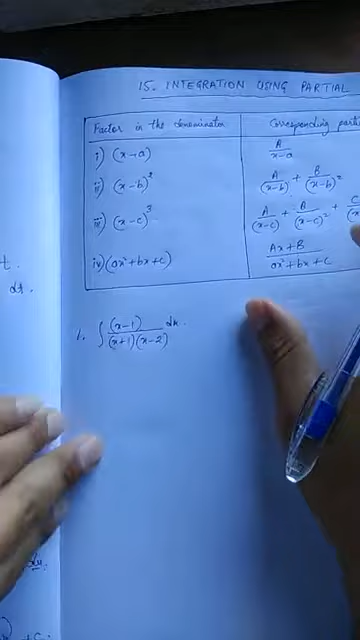 15. INTEGRATION USING PARTIAL
Factor in the denominator
Corresponding parti
i) (x-a)
A/(x-a)
ii) (x-b)²
A/(x-b) + B/(x-b)²
iii) (x-c)³
A/(x-c) + B/(x-c)² + C/(x
iv) (ax²+bx+c)
(Ax+B)/(ax²+bx+c)
1. ∫ (x-1)/((x+1)(x-2)) dx.
t.